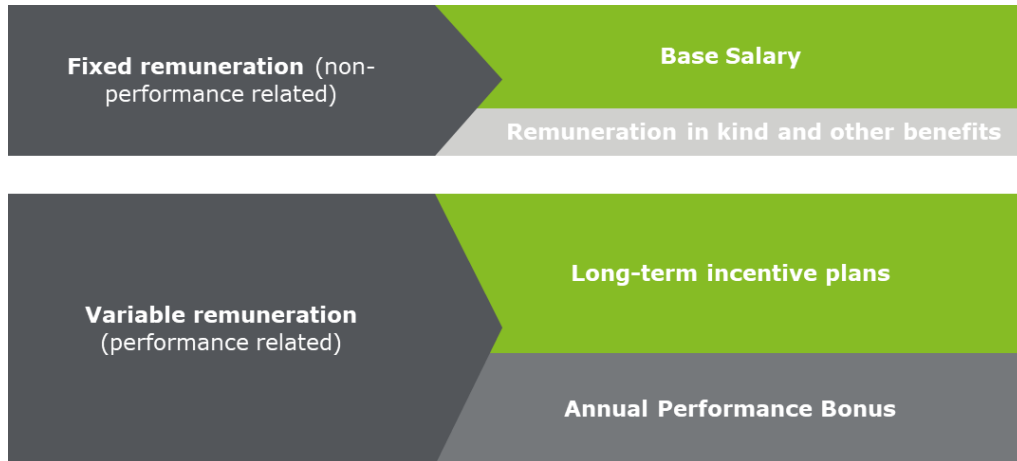 Fixed remuneration (non-
performance related)
Base Salary
Remuneration in kind and other benefits
Variable remuneration
(performance related)
Long-term incentive plans
Annual Performance Bonus